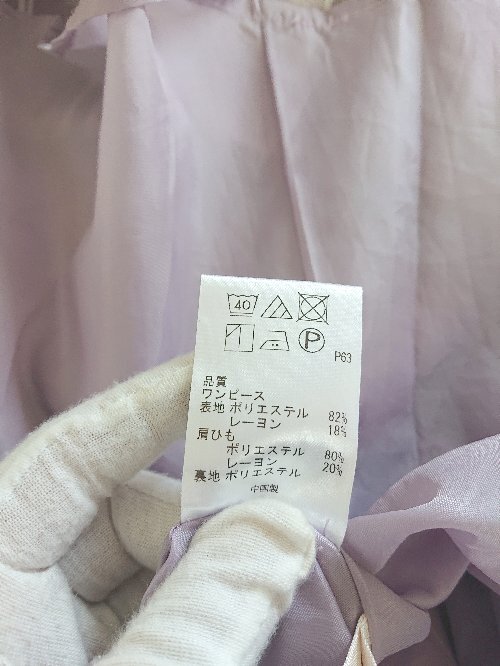 40
P P63
品質
ワンピース
表地 ポリエステル 82%
レーヨン 18%
肩ひも
ポリエステル 80%
レーヨン 20%
裏地 ポリエステル
中国製